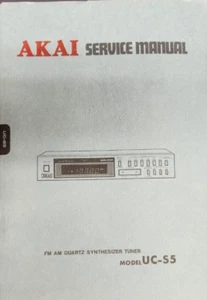 AKAI SERVICE MANUAL
FM AM QUARTZ SYNTHESIZER TUNER
MODEL UC-S5